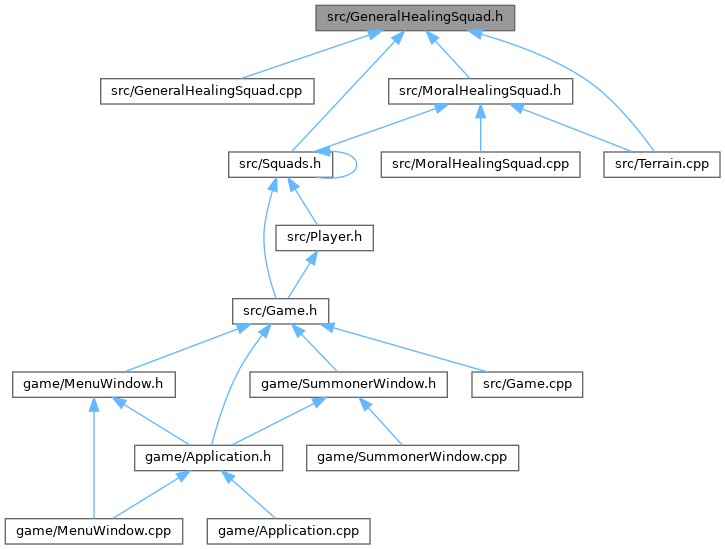 src/GeneralHealingSquad.h
src/GeneralHealingSquad.cpp
src/MoralHealingSquad.h
src/Squads.h
src/MoralHealingSquad.cpp
src/Terrain.cpp
src/Player.h
src/Game.h
game/MenuWindow.h
game/SummonerWindow.h
src/Game.cpp
game/Application.h
game/SummonerWindow.cpp
game/MenuWindow.cpp
game/Application.cpp